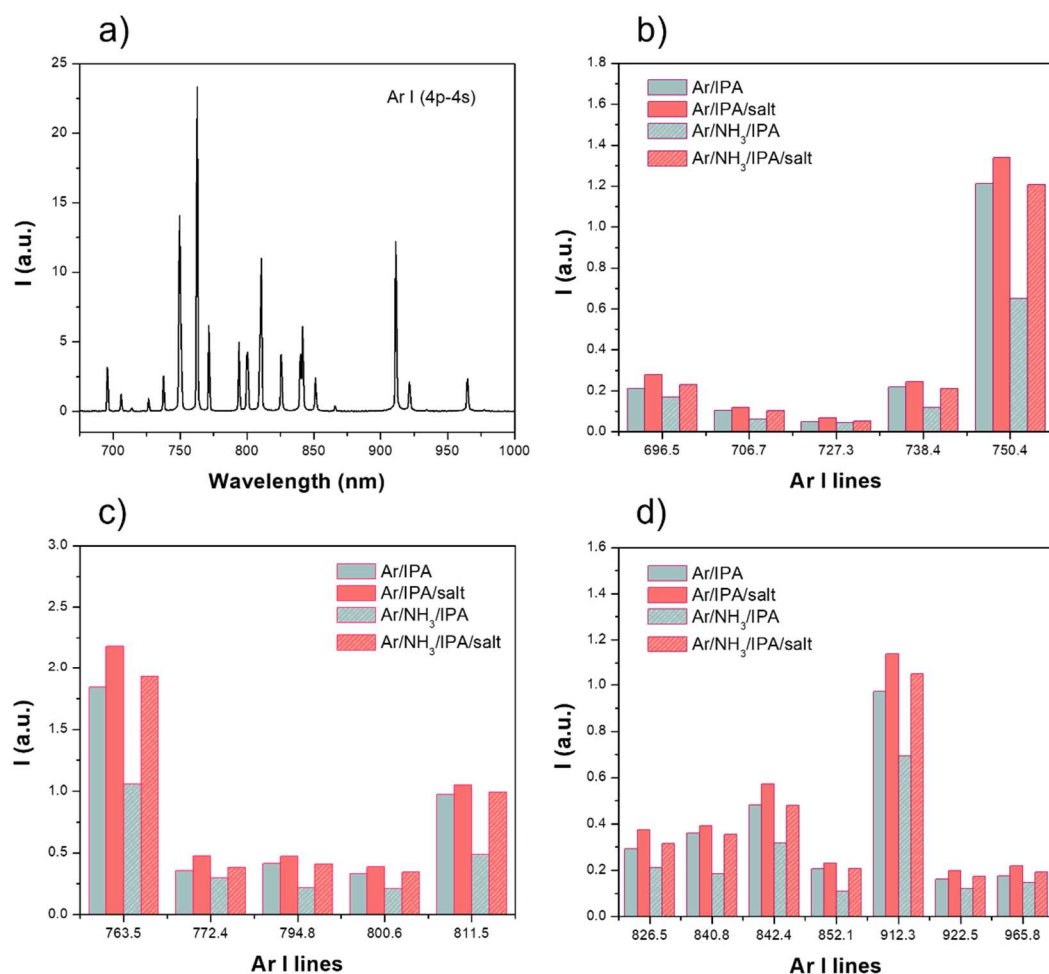 a)
25
20
15
10
5
0
I (a.u.)
Ar I (4p-4s)
700 750 800 850 900 950 1000
Wavelength (nm)
b)
1.8
1.6
1.4
1.2
1.0
0.8
0.6
0.4
0.2
0.0
I (a.u.)
Ar/IPA
Ar/IPA/salt
Ar/NH₃/IPA
Ar/NH₃/IPA/salt
696.5 706.7 727.3 738.4 750.4
Ar I lines
c)
3.0
2.5
2.0
1.5
1.0
0.5
0.0
I (a.u.)
Ar/IPA
Ar/IPA/salt
Ar/NH₃/IPA
Ar/NH₃/IPA/salt
763.5 772.4 794.8 800.6 811.5
Ar I lines
d)
1.6
1.4
1.2
1.0
0.8
0.6
0.4
0.2
0.0
I (a.u.)
Ar/IPA
Ar/IPA/salt
Ar/NH₃/IPA
Ar/NH₃/IPA/salt
826.5 840.8 842.4 852.1 912.3 922.5 965.8
Ar I lines